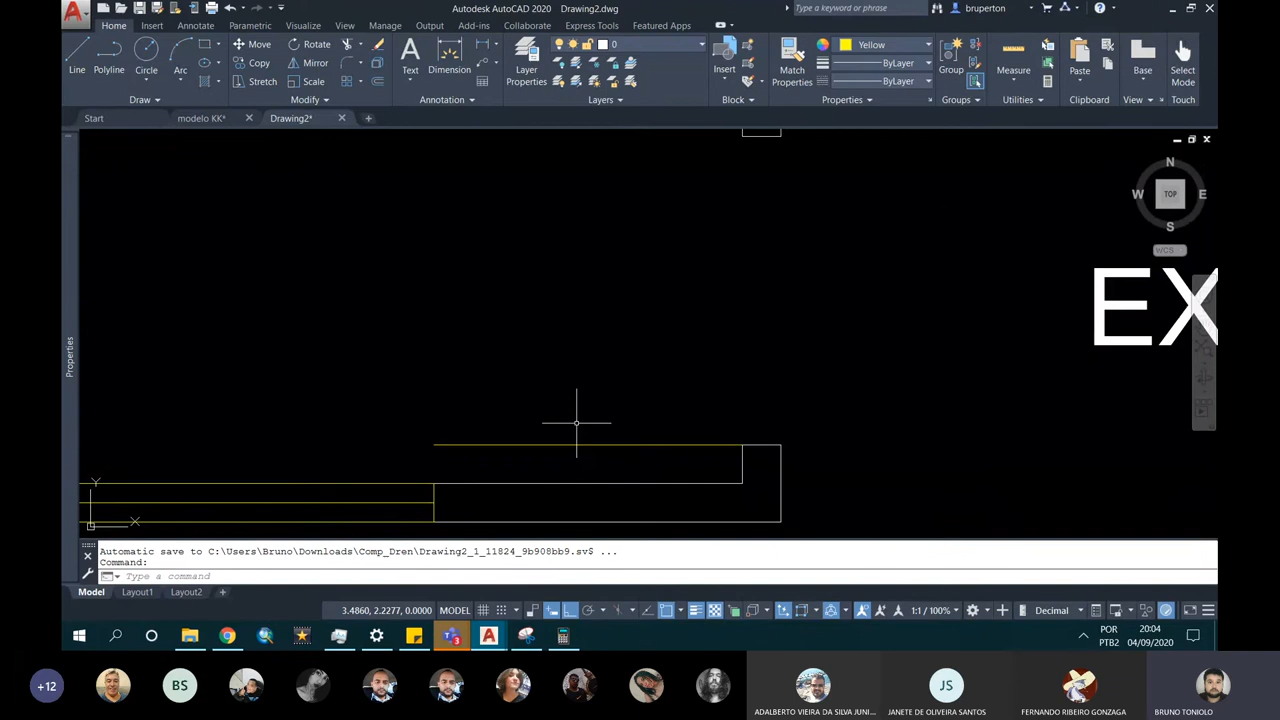 Autodesk AutoCAD 2020 Drawing2.dwg
Type a keyword or phrase
bruperton
Home Insert Annotate Parametric Visualize View Manage Output Add-ins Collaborate Express Tools Featured Apps
Line Polyline Circle Arc
Move Rotate
Copy Mirror
Stretch Scale
Text Dimension
Layer Properties
0
Insert
Match Properties
Yellow
ByLayer
ByLayer
Group
Measure
Paste
Base
Select Mode
Draw Modify Annotation Layers Block Properties Groups Utilities Clipboard View Touch
Start modelo KK* Drawing2*
N
W TOP E
S
WCS
EX
Properties
Y
X
Automatic save to C:\Users\Bruno\Downloads\Comp_Dren\Drawing2_1_11824_9b908bb9.sv$ ...
Command:
Type a command
Model Layout1 Layout2
3.4860, 2.2277, 0.0000 MODEL 1:1 / 100% Decimal
POR 20:04
PTB2 04/09/2020
+12 BS JS
ADALBERTO VIEIRA DA SILVA JUNI... JANETE DE OLIVEIRA SANTOS FERNANDO RIBEIRO GONZAGA BRUNO TONIOLO